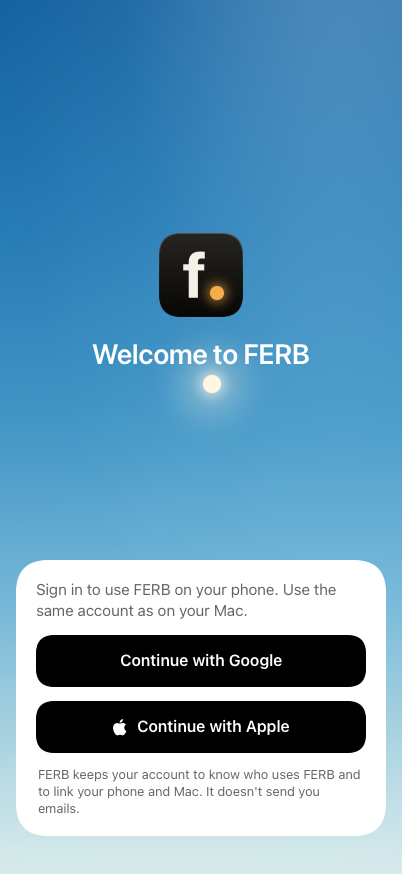 f.
Welcome to FERB
Sign in to use FERB on your phone. Use the
same account as on your Mac.
Continue with Google
Continue with Apple
FERB keeps your account to know who uses FERB and
to link your phone and Mac. It doesn't send you
emails.